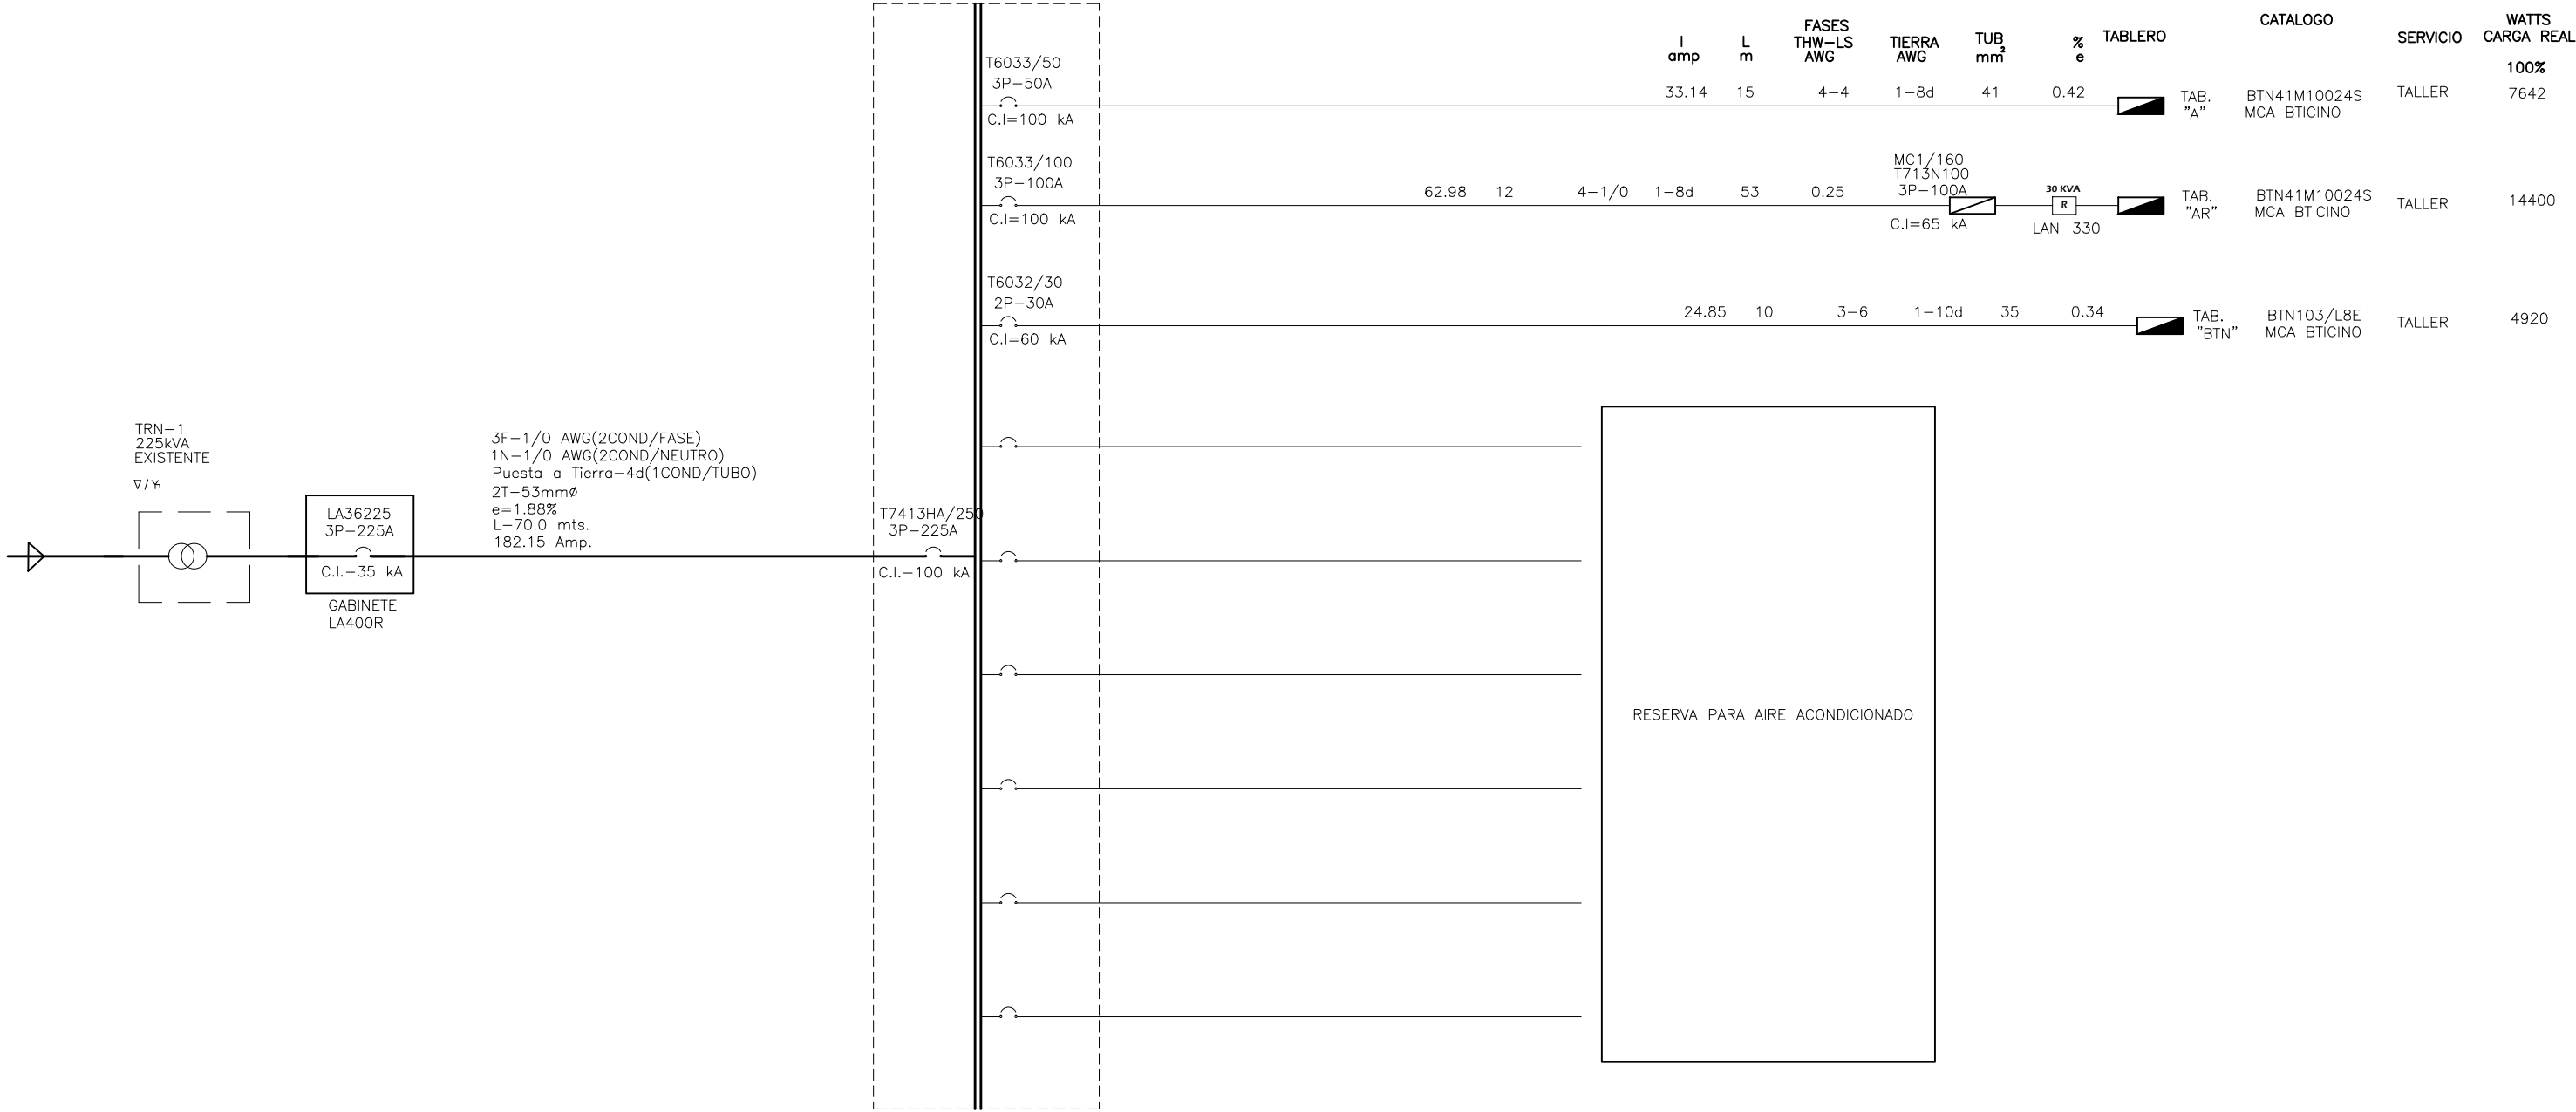 CATALOGO
WATTS
FASES
I L THW-LS TIERRA TUB % TABLERO SERVICIO CARGA REAL
amp m AWG AWG mm² e
100%
T6033/50
3P-50A
33.14 15 4-4 1-8d 41 0.42 TAB. BTN41M10024S TALLER 7642
"A" MCA BTICINO
C.I=100 kA
T6033/100
3P-100A
MC1/160
T713N100
3P-100A
62.98 12 4-1/0 1-8d 53 0.25
30 KVA
R
TAB. BTN41M10024S TALLER 14400
"AR" MCA BTICINO
C.I=100 kA
C.I=65 kA
LAN-330
T6032/30
2P-30A
24.85 10 3-6 1-10d 35 0.34 TAB. BTN103/L8E TALLER 4920
"BTN" MCA BTICINO
C.I=60 kA
TRN-1
225kVA
EXISTENTE
3F-1/0 AWG(2COND/FASE)
1N-1/0 AWG(2COND/NEUTRO)
Puesta a Tierra-4d(1COND/TUBO)
2T-53mmø
e=1.88%
L-70.0 mts.
182.15 Amp.
LA36225
3P-225A
C.I.-35 kA
GABINETE
LA400R
T7413HA/250
3P-225A
C.I.-100 kA
RESERVA PARA AIRE ACONDICIONADO